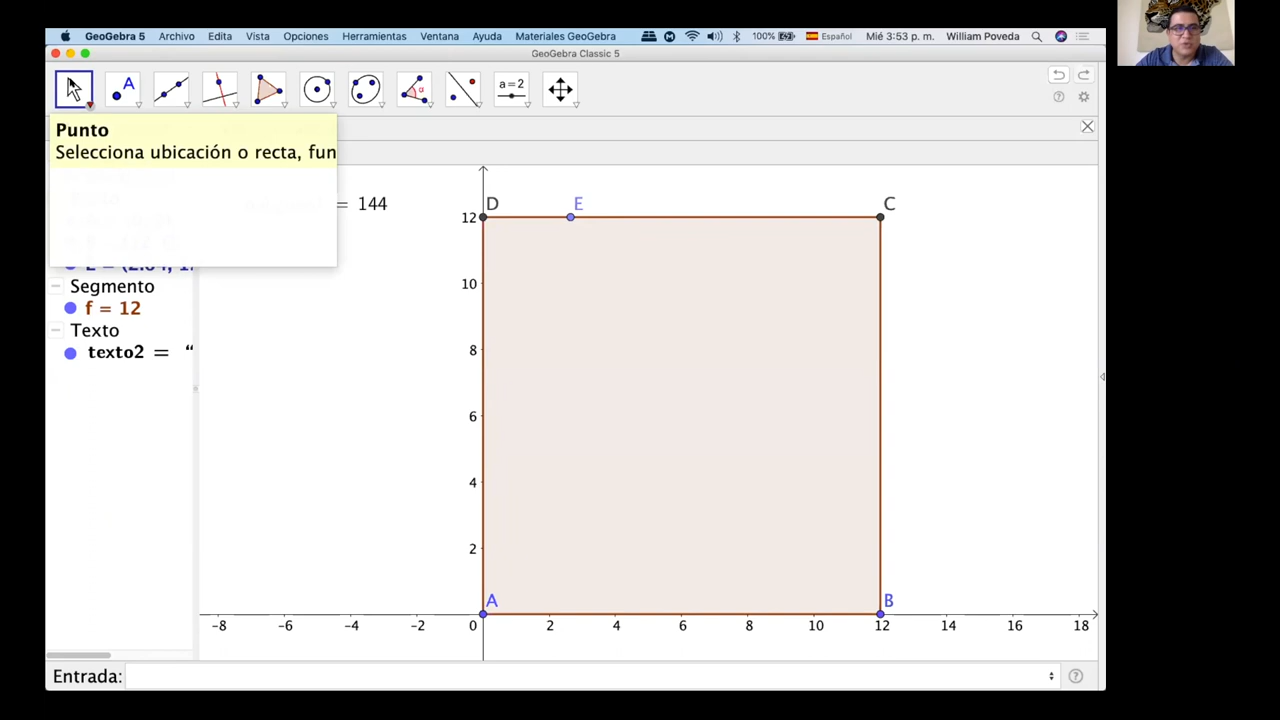 GeoGebra 5 Archivo Edita Vista Opciones Herramientas Ventana Ayuda Materiales GeoGebra 100% Español Mié 3:53 p. m. William Poveda
GeoGebra Classic 5
A α a=2
Punto
Selecciona ubicación o recta, fun
= 144
Segmento
f = 12
Texto
texto2 = “
D E C
12
10
8
6
4
2
A B
−8 −6 −4 −2 0 2 4 6 8 10 12 14 16 18
Entrada: